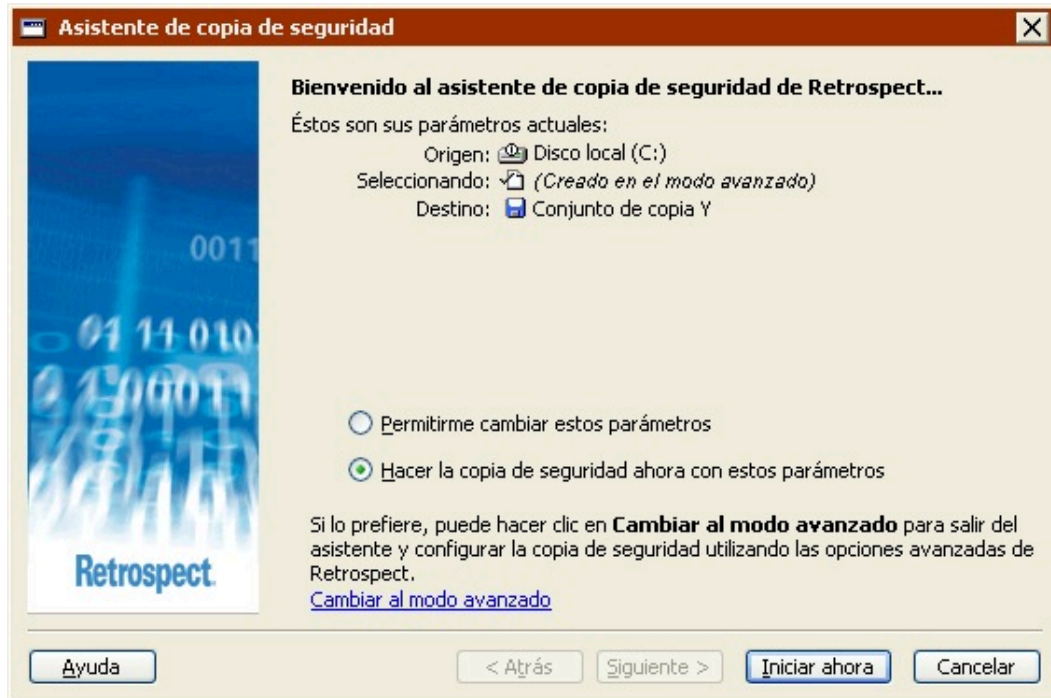 Asistente de copia de seguridad
Bienvenido al asistente de copia de seguridad de Retrospect...
Éstos son sus parámetros actuales:
Origen: Disco local (C:)
Seleccionando: (Creado en el modo avanzado)
Destino: Conjunto de copia Y
0011
01 11 010
0 1 00011
Permitirme cambiar estos parámetros
Hacer la copia de seguridad ahora con estos parámetros
Si lo prefiere, puede hacer clic en Cambiar al modo avanzado para salir del
asistente y configurar la copia de seguridad utilizando las opciones avanzadas de
Retrospect.
Cambiar al modo avanzado
Retrospect
Ayuda
< Atrás
Siguiente >
Iniciar ahora
Cancelar